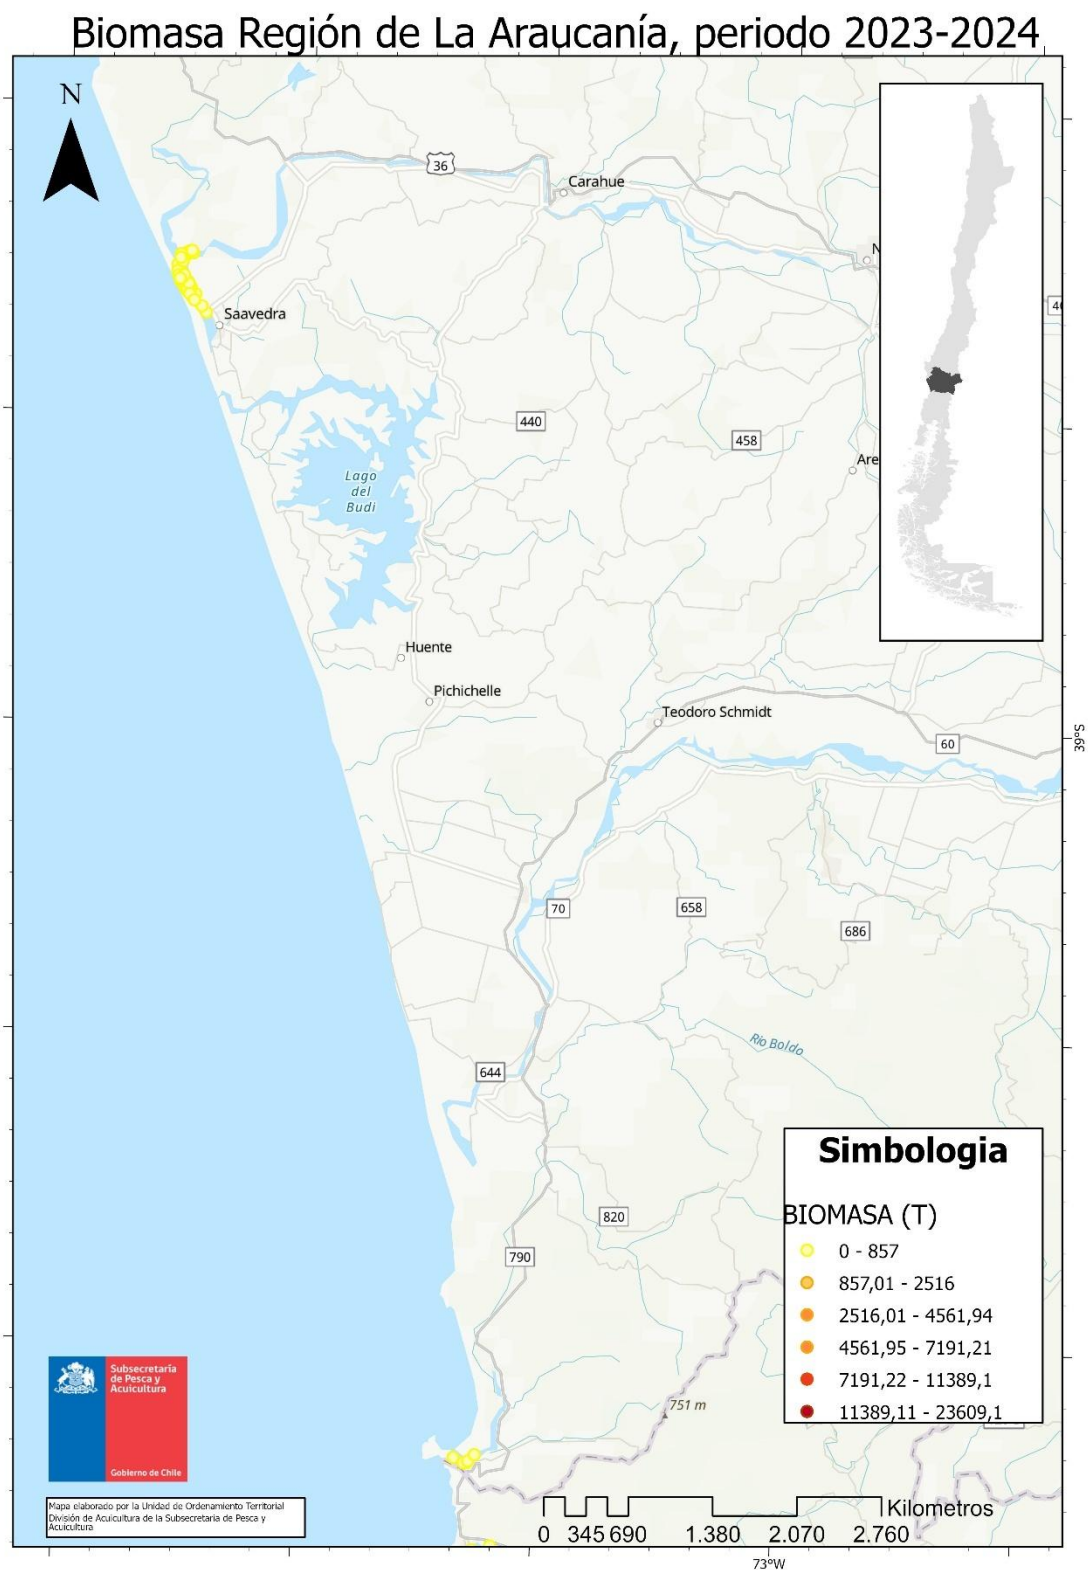 Biomasa Región de La Araucanía, periodo 2023-2024
N
36
Carahue
N
46
Saavedra
440
458
Are
Lago
del
Budi
Huente
Pichichelle
Teodoro Schmidt
60
39°S
70
658
686
Rio Boldo
644
820
790
751 m
Simbologia
BIOMASA (T)
0 - 857
857,01 - 2516
2516,01 - 4561,94
4561,95 - 7191,21
7191,22 - 11389,1
11389,11 - 23609,1
Subsecretaría
de Pesca y
Acuicultura
Gobierno de Chile
Mapa elaborado por la Unidad de Ordenamiento Territorial
División de Acuicultura de la Subsecretaria de Pesca y
Acuicultura
Kilometros
0 345 690 1.380 2.070 2.760
73°W